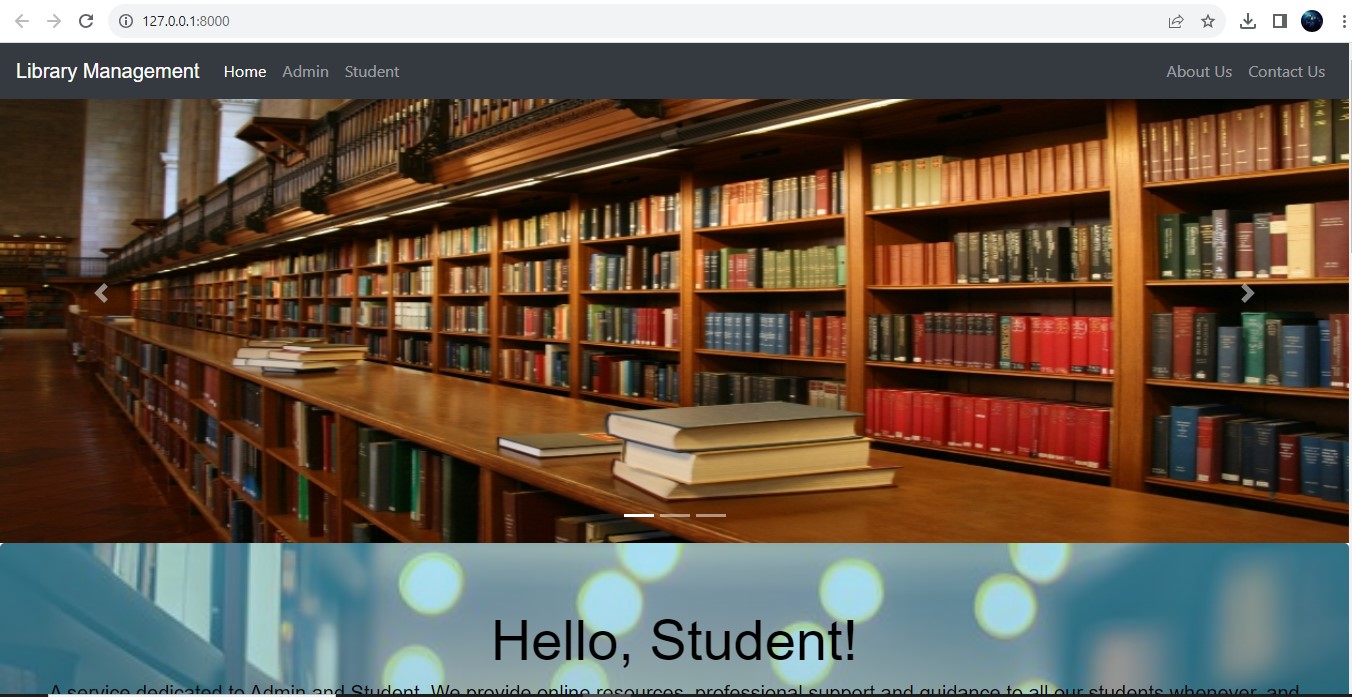 127.0.0.1:8000
Library Management Home Admin Student About Us Contact Us
Hello, Student!
A service dedicated to Admin and Student. We provide online resources, professional support and guidance to all our students whenever, and